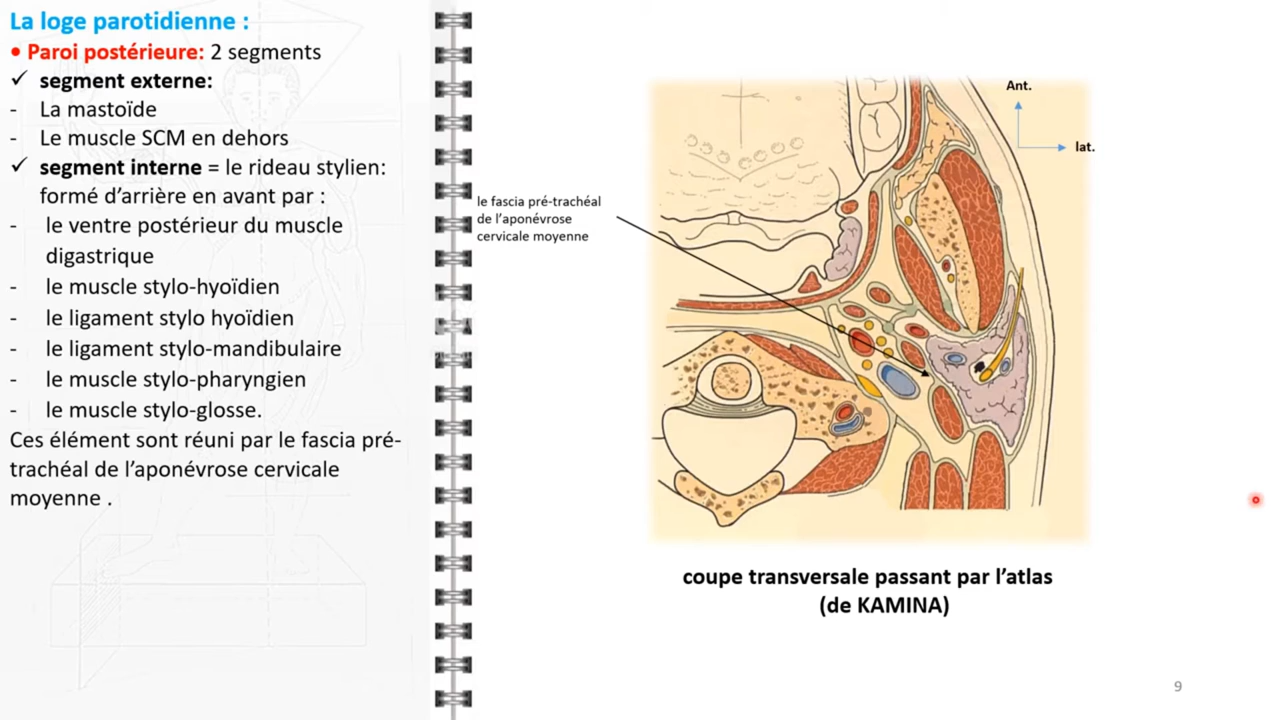 La loge parotidienne :
• Paroi postérieure: 2 segments
✓ segment externe:
- La mastoïde
- Le muscle SCM en dehors
✓ segment interne = le rideau stylien:
formé d’arrière en avant par :
- le ventre postérieur du muscle
digastrique
- le muscle stylo-hyoïdien
- le ligament stylo hyoïdien
- le ligament stylo-mandibulaire
- le muscle stylo-pharyngien
- le muscle stylo-glosse.
Ces élément sont réuni par le fascia pré-
trachéal de l’aponévrose cervicale
moyenne .
le fascia pré-trachéal
de l’aponévrose
cervicale moyenne
Ant.
lat.
coupe transversale passant par l’atlas
(de KAMINA)
9